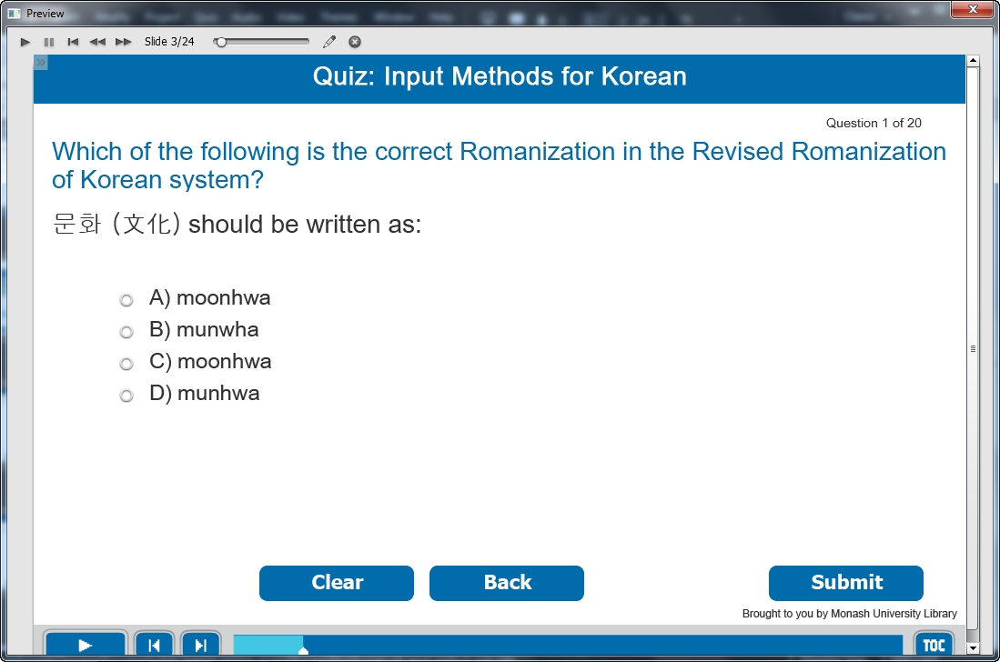 Preview
Slide 3/24
Quiz: Input Methods for Korean
Question 1 of 20
Which of the following is the correct Romanization in the Revised Romanization
of Korean system?
문화 (文化) should be written as:
A) moonhwa
B) munwha
C) moonhwa
D) munhwa
Clear
Back
Submit
Brought to you by Monash University Library
TOC